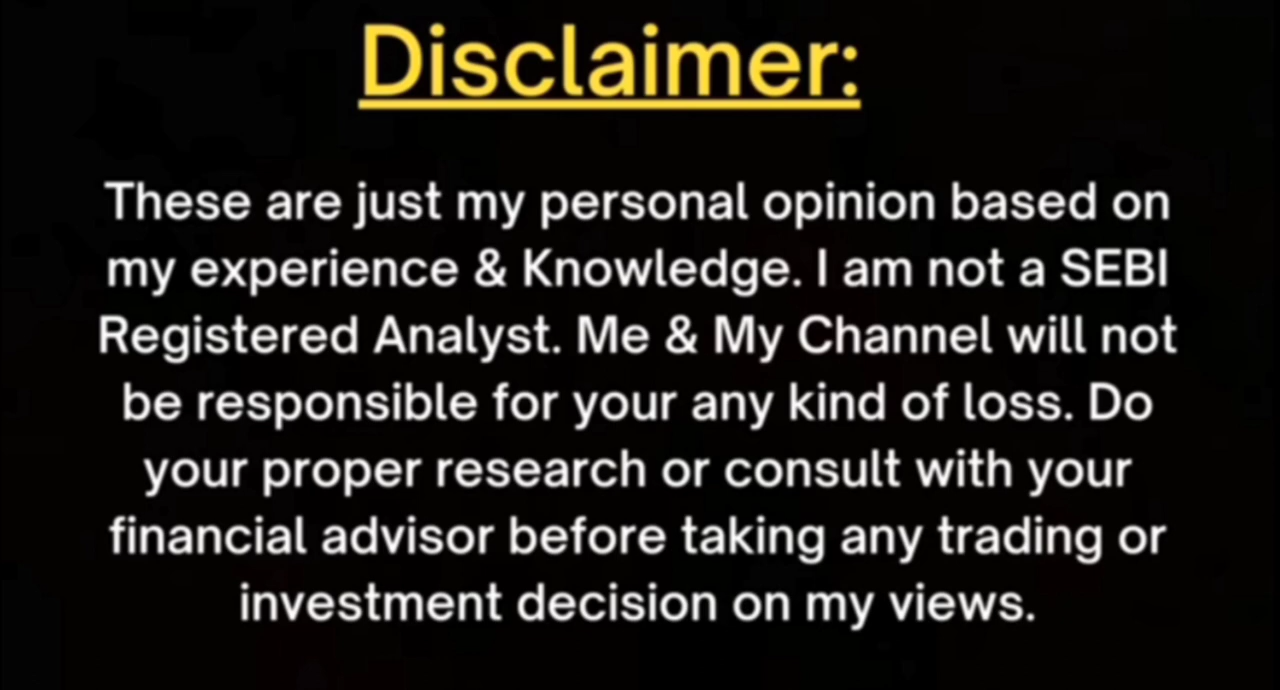 Disclaimer:
These are just my personal opinion based on
my experience & Knowledge. I am not a SEBI
Registered Analyst. Me & My Channel will not
be responsible for your any kind of loss. Do
your proper research or consult with your
financial advisor before taking any trading or
investment decision on my views.